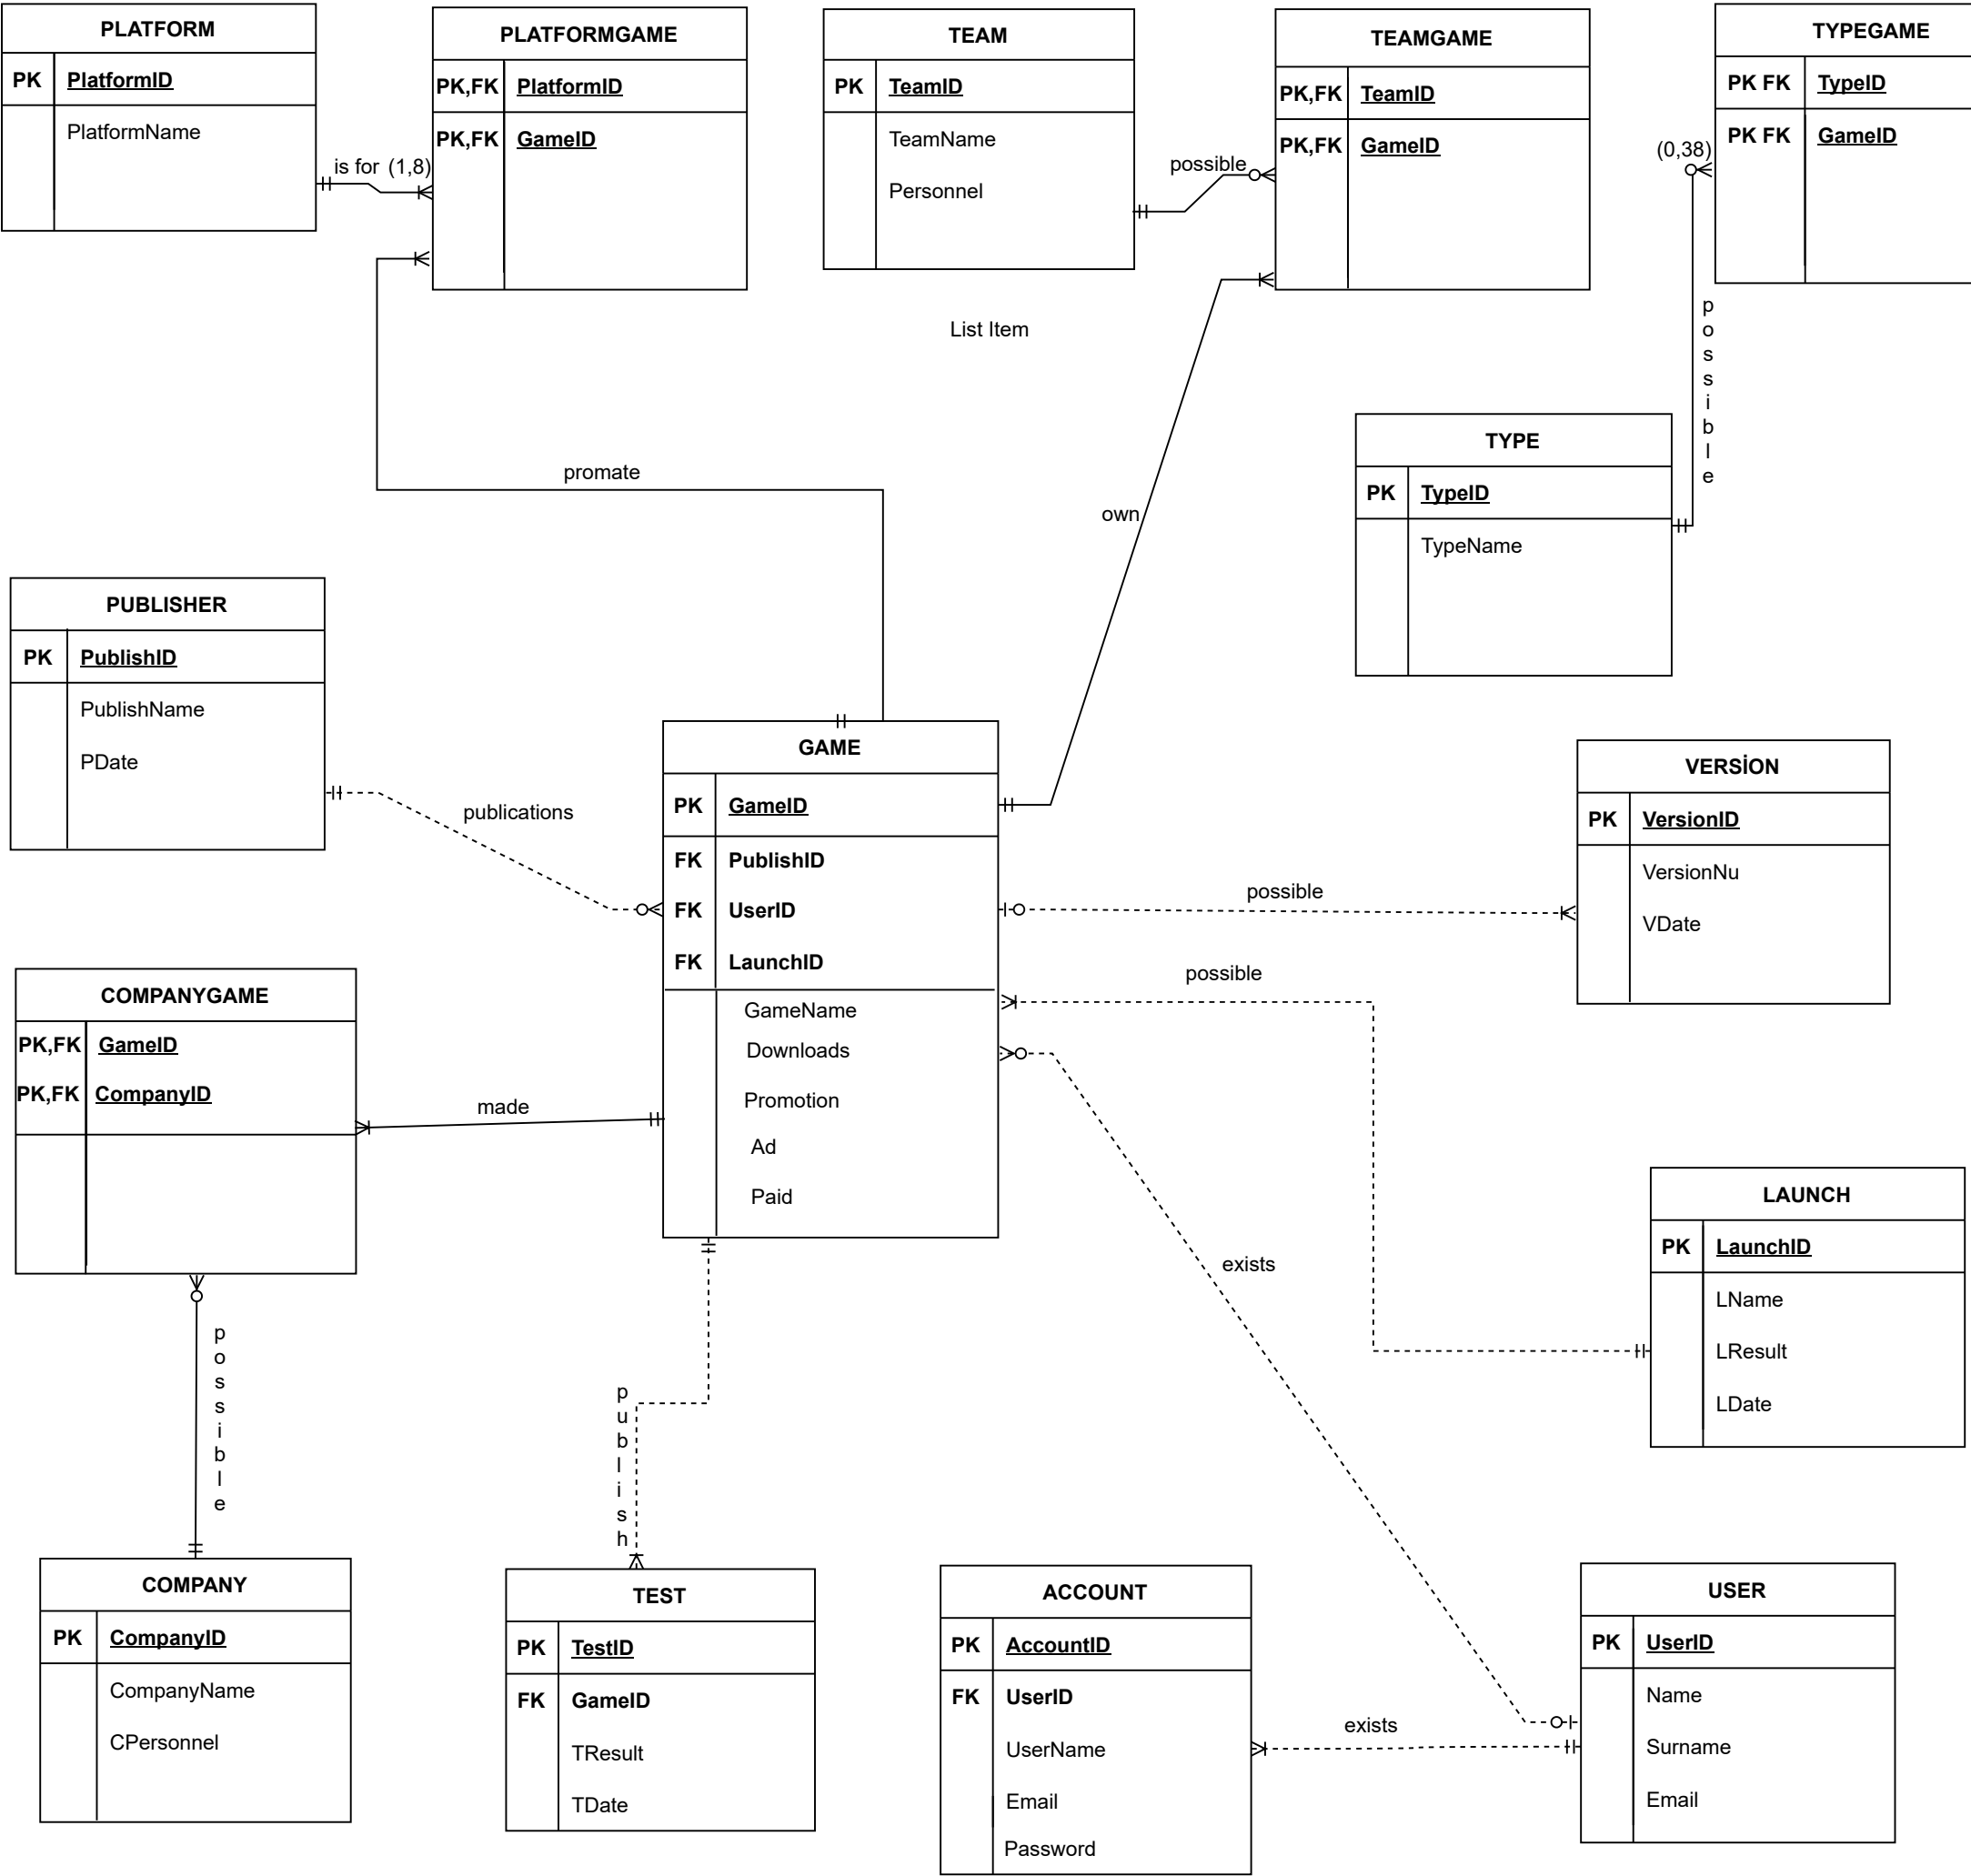 PLATFORM
PK PlatformID
PlatformName
is for (1,8)
PLATFORMGAME
PK,FK PlatformID
PK,FK GameID
TEAM
PK TeamID
TeamName
Personnel
possible
TEAMGAME
PK,FK TeamID
PK,FK GameID
TYPEGAME
PK FK TypeID
PK FK GameID
(0,38)
possible
List Item
TYPE
PK TypeID
TypeName
promate
own
PUBLISHER
PK PublishID
PublishName
PDate
publications
GAME
PK GameID
FK PublishID
FK UserID
FK LaunchID
GameName
Downloads
Promotion
Ad
Paid
VERSİON
PK VersionID
VersionNu
VDate
possible
possible
COMPANYGAME
PK,FK GameID
PK,FK CompanyID
made
possible
LAUNCH
PK LaunchID
LName
LResult
LDate
exists
publish
COMPANY
PK CompanyID
CompanyName
CPersonnel
TEST
PK TestID
FK GameID
TResult
TDate
ACCOUNT
PK AccountID
FK UserID
UserName
Email
Password
exists
USER
PK UserID
Name
Surname
Email